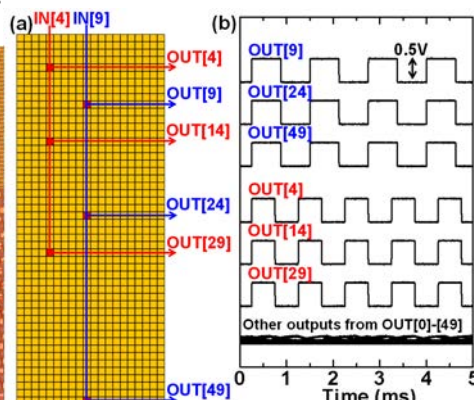 (a)
IN[4] IN[9]
OUT[4]
OUT[9]
OUT[14]
OUT[24]
OUT[29]
OUT[49]
(b)
OUT[9]
0.5V
OUT[24]
OUT[49]
OUT[4]
OUT[14]
OUT[29]
Other outputs from OUT[0]-[49]
0 1 2 3 4 5
Time (ms)